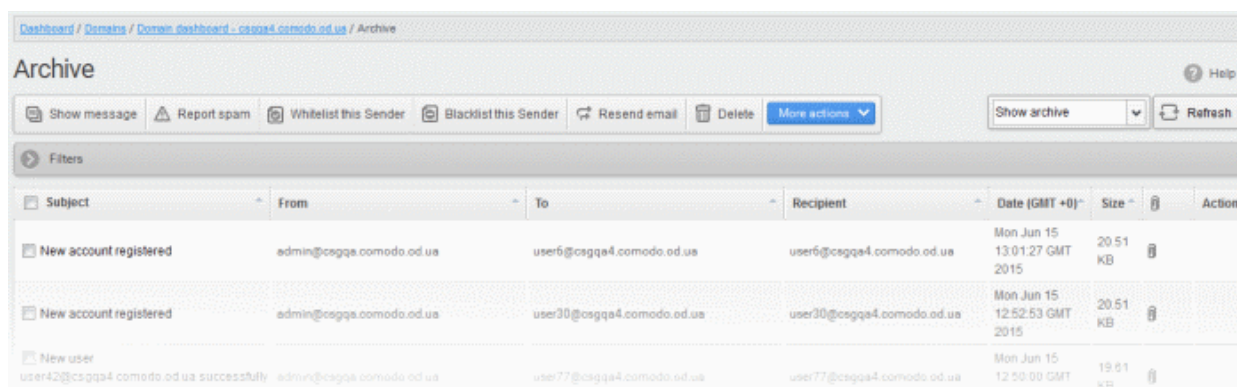 Dashboard / Domains / Domain dashboard - csgqa4.comodo.od.ua / Archive
Archive
Help
Show message Report spam Whitelist this Sender Blacklist this Sender Resend email Delete More actions Show archive Refresh
Filters
Subject From To Recipient Date (GMT +0) Size Action
New account registered admin@csgqa.comodo.od.ua user6@csgqa4.comodo.od.ua user6@csgqa4.comodo.od.ua Mon Jun 15 13:01:27 GMT 2015 20.51 KB
New account registered admin@csgqa.comodo.od.ua user30@csgqa4.comodo.od.ua user30@csgqa4.comodo.od.ua Mon Jun 15 12:52:53 GMT 2015 20.51 KB
New user user42@csgqa4.comodo.od.ua successfully admin@csgqa.comodo.od.ua user77@csgqa4.comodo.od.ua user77@csgqa4.comodo.od.ua Mon Jun 15 12:50:00 GMT 19.61 KB